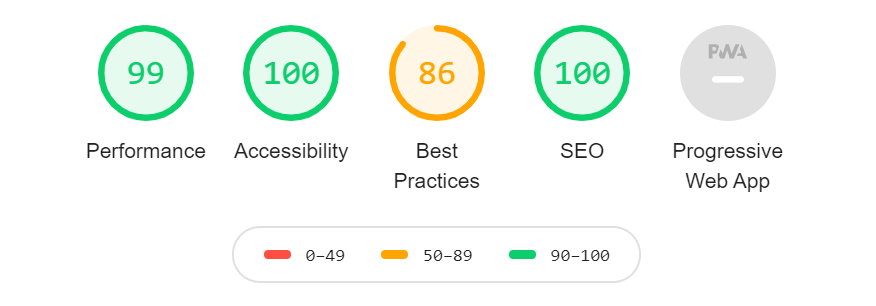 99 100 86 100 PWA
Performance Accessibility Best Practices SEO Progressive Web App
0–49 50–89 90–100